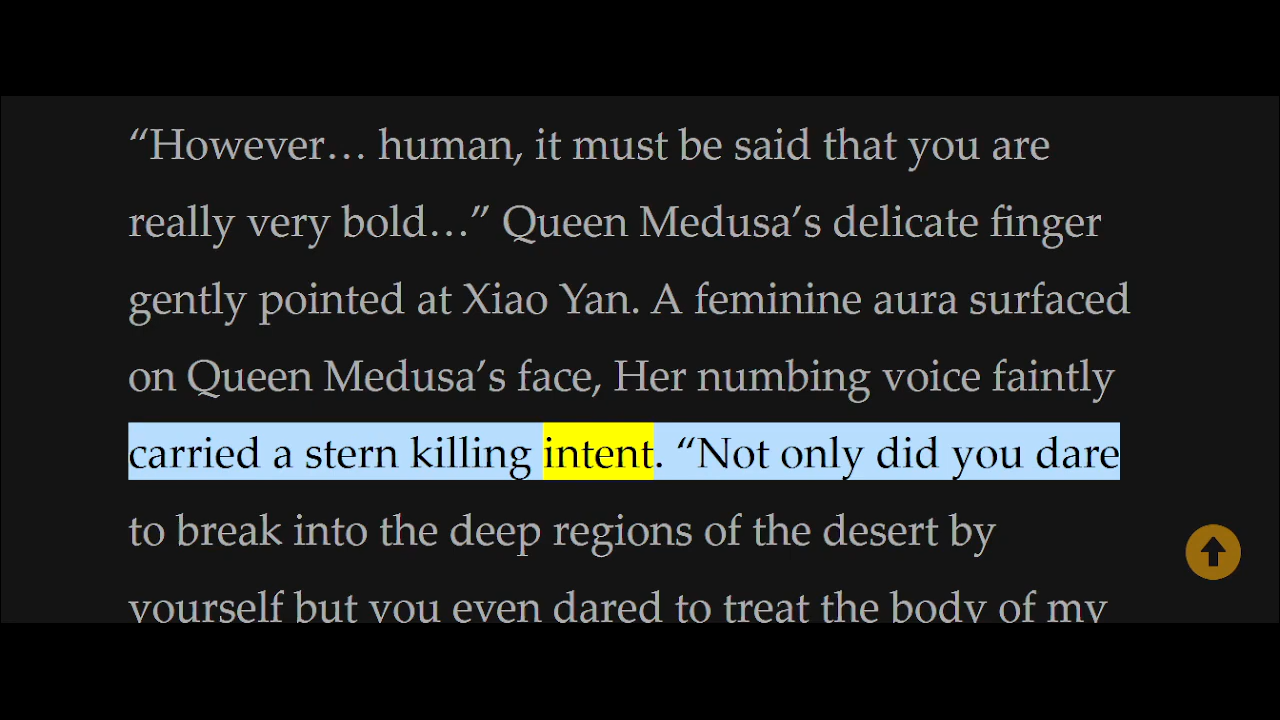 “However… human, it must be said that you are
really very bold…” Queen Medusa’s delicate finger
gently pointed at Xiao Yan. A feminine aura surfaced
on Queen Medusa’s face, Her numbing voice faintly
carried a stern killing intent. “Not only did you dare
to break into the deep regions of the desert by
yourself but you even dared to treat the body of my